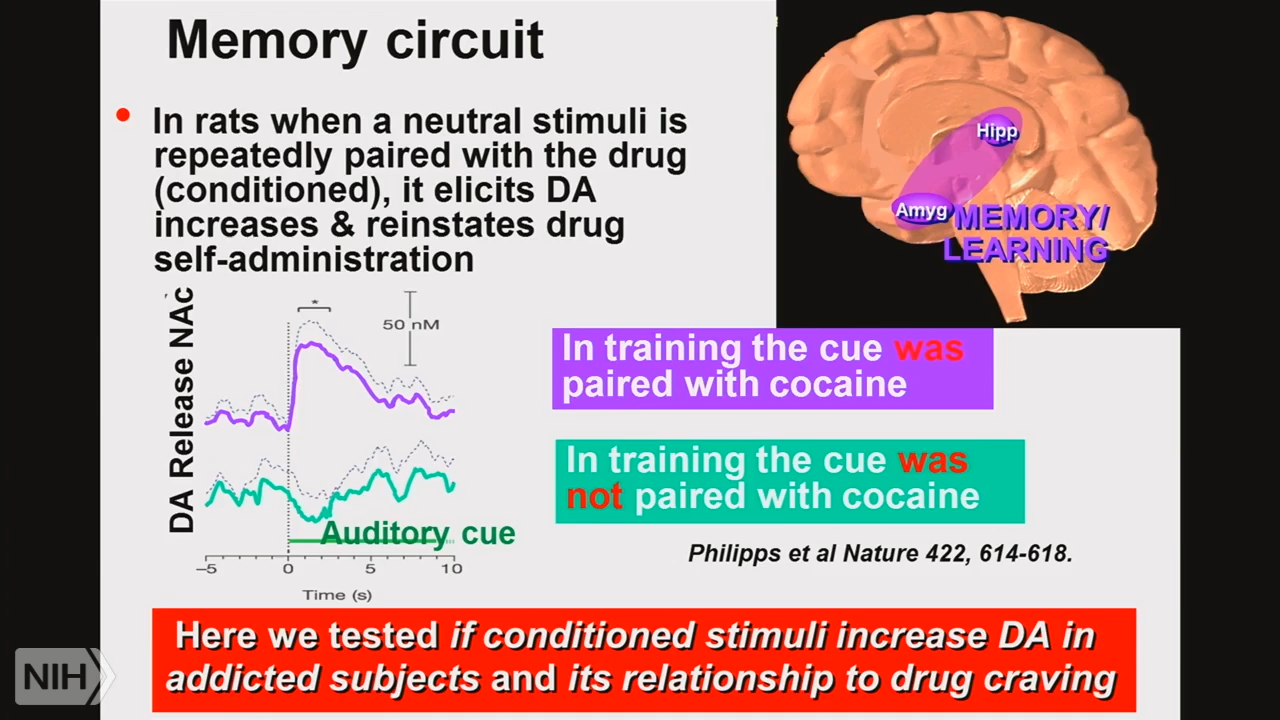 Memory circuit
• In rats when a neutral stimuli is
repeatedly paired with the drug
(conditioned), it elicits DA
increases & reinstates drug
self-administration
Hipp
Amyg
MEMORY/
LEARNING
DA Release NAc
*
50 nM
In training the cue was
paired with cocaine
In training the cue was
not paired with cocaine
Auditory cue
-5 0 5 10
Time (s)
Philipps et al Nature 422, 614-618.
Here we tested if conditioned stimuli increase DA in
addicted subjects and its relationship to drug craving
NIH